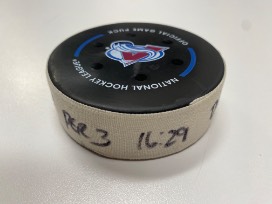 OFFICIAL GAME PUCK
NATIONAL HOCKEY LEAGUE
PER 3 16:29